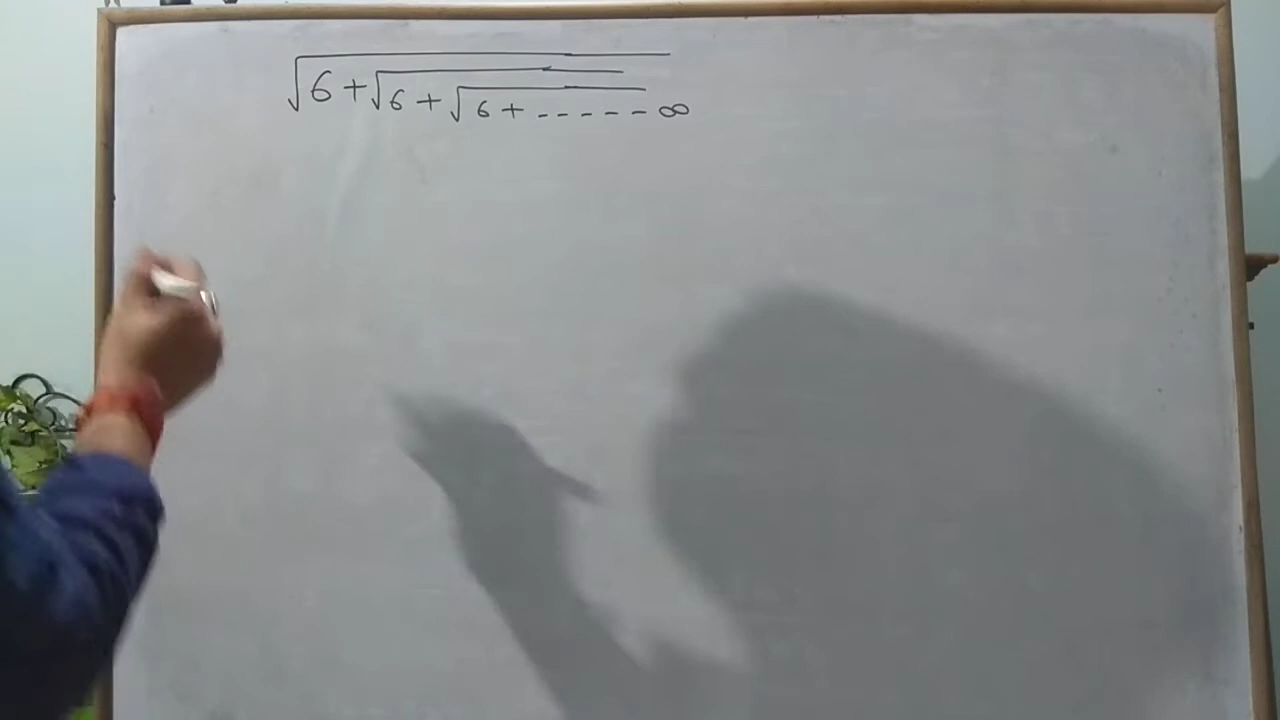 √(6 + √(6 + √(6 + - - - - - ∞